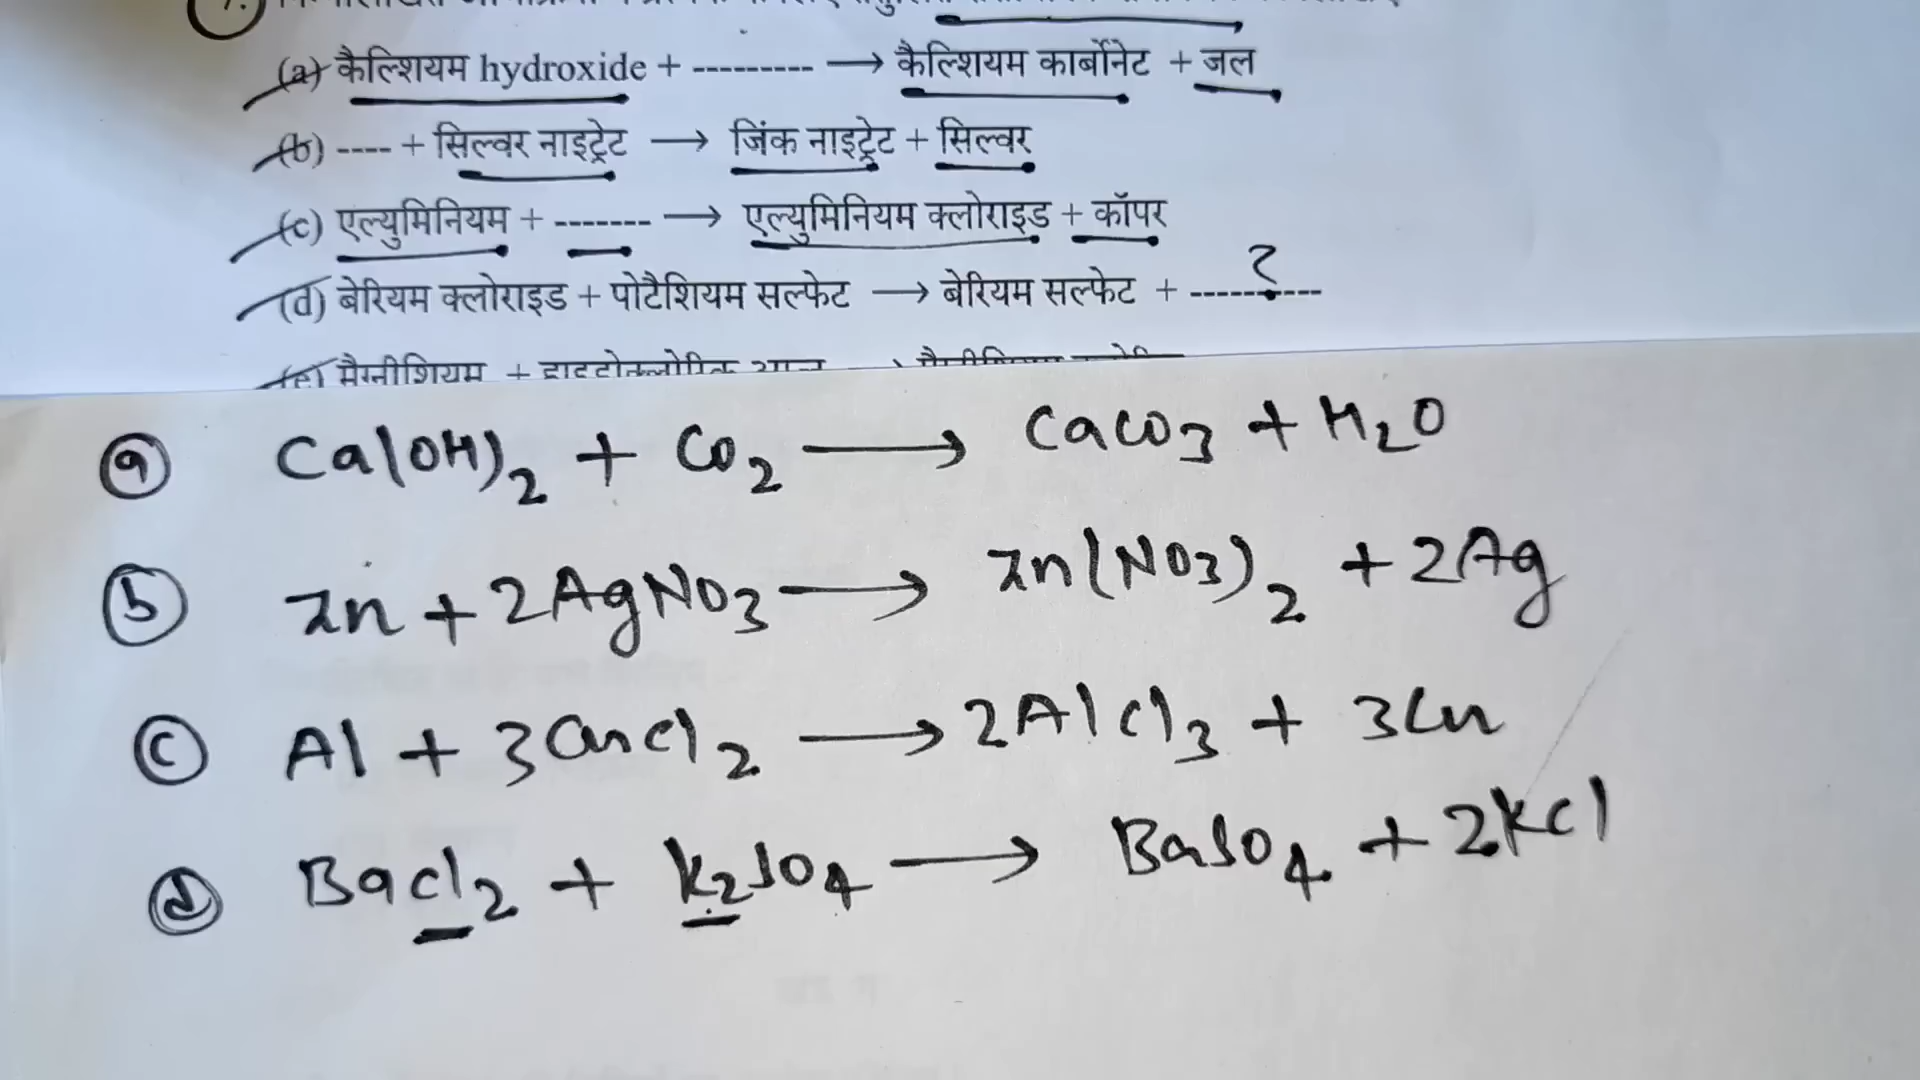 (a) कैल्शियम hydroxide + --------- → कैल्शियम कार्बोनेट + जल
(b) ---- + सिल्वर नाइट्रेट → जिंक नाइट्रेट + सिल्वर
(c) एल्युमिनियम + ------- → एल्युमिनियम क्लोराइड + कॉपर
?
(d) बेरियम क्लोराइड + पोटैशियम सल्फेट → बेरियम सल्फेट + ---------
(e) मैग्नीशियम +
(a) Ca(OH)2 + CO2 → CaCO3 + H2O
(b) Zn + 2AgNO3 → Zn(NO3)2 + 2Ag
(c) Al + 3CuCl2 → 2AlCl3 + 3Cu
(d) BaCl2 + K2SO4 → BaSO4 + 2KCl